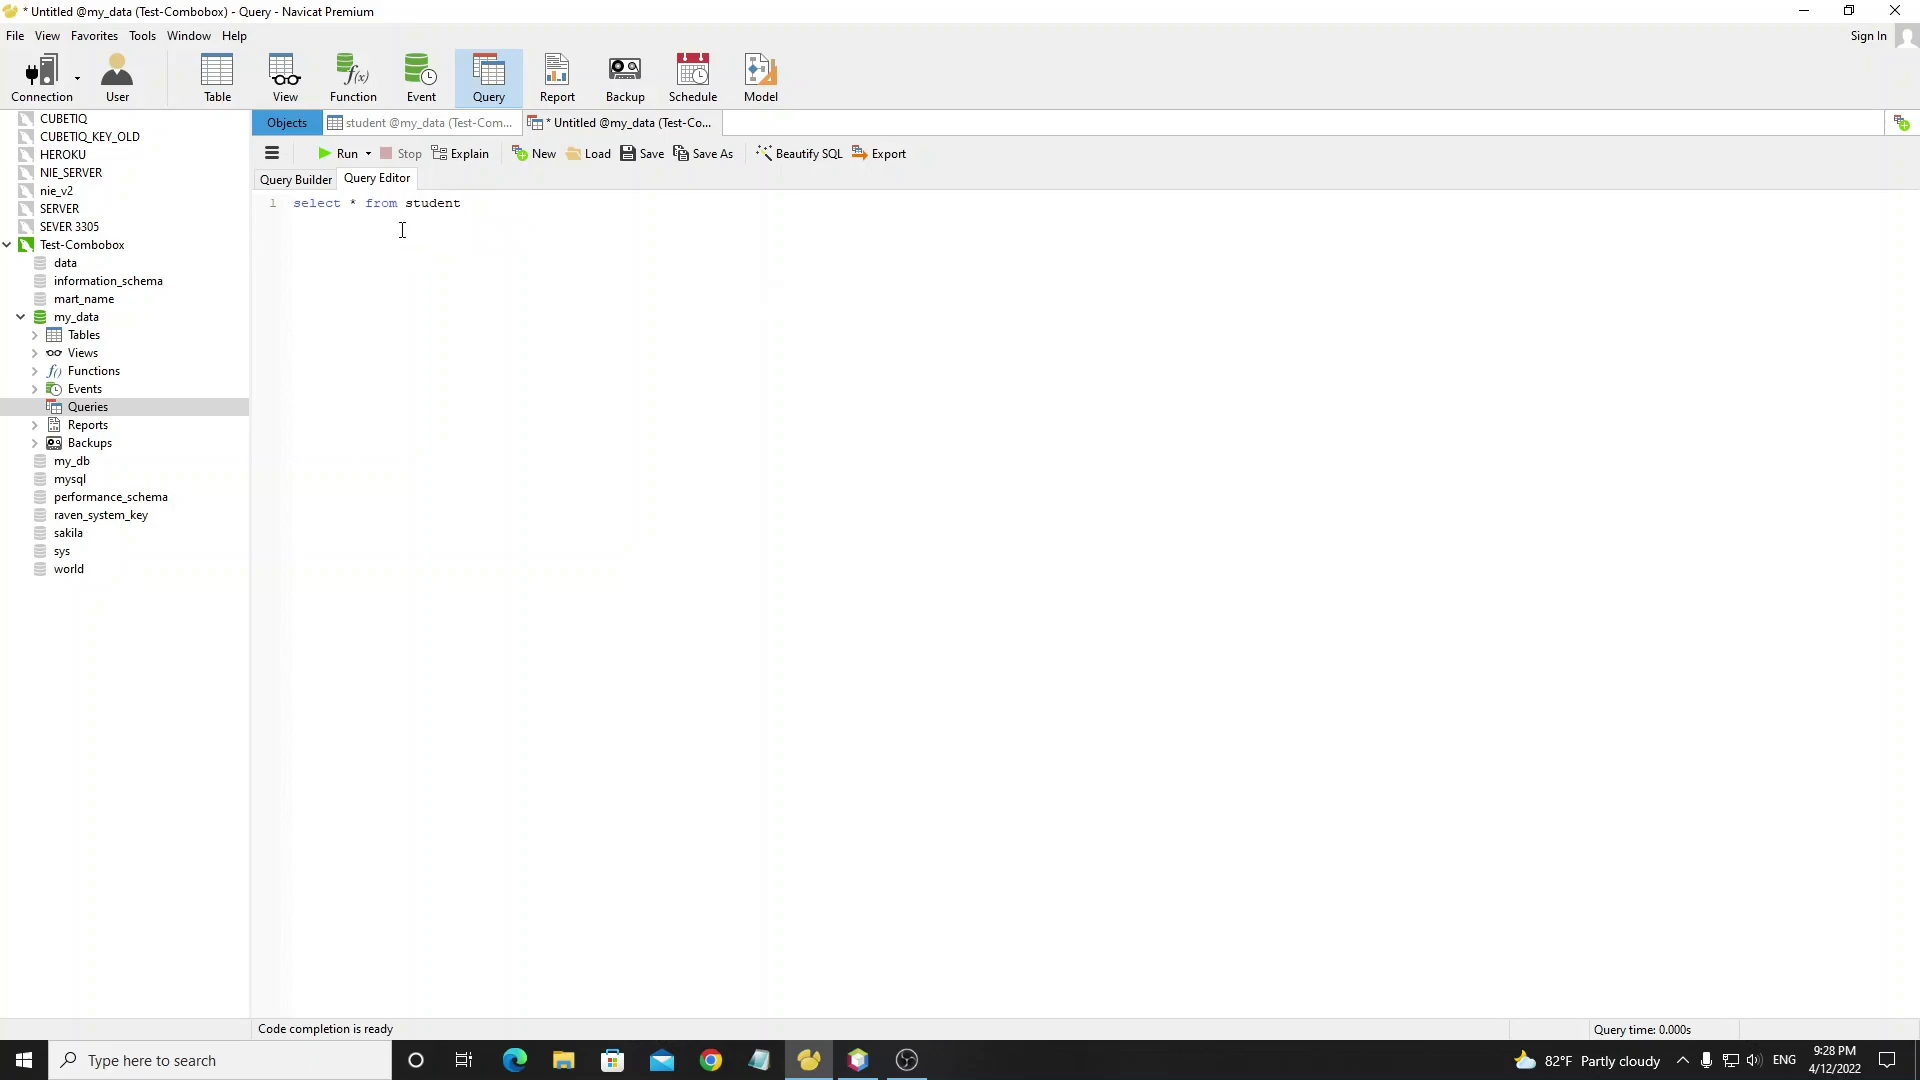 * Untitled @my_data (Test-Combobox) - Query - Navicat Premium
File View Favorites Tools Window Help
Sign In
Connection User Table View Function Event Query Report Backup Schedule Model
Objects student @my_data (Test-Com... * Untitled @my_data (Test-Co...
Run Stop Explain New Load Save Save As Beautify SQL Export
Query Builder Query Editor
1 select * from student
CUBETIQ
CUBETIQ_KEY_OLD
HEROKU
NIE_SERVER
nie_v2
SERVER
SEVER 3305
Test-Combobox
data
information_schema
mart_name
my_data
Tables
Views
Functions
Events
Queries
Reports
Backups
my_db
mysql
performance_schema
raven_system_key
sakila
sys
world
Code completion is ready
Query time: 0.000s
Type here to search
82°F Partly cloudy
ENG
9:28 PM
4/12/2022